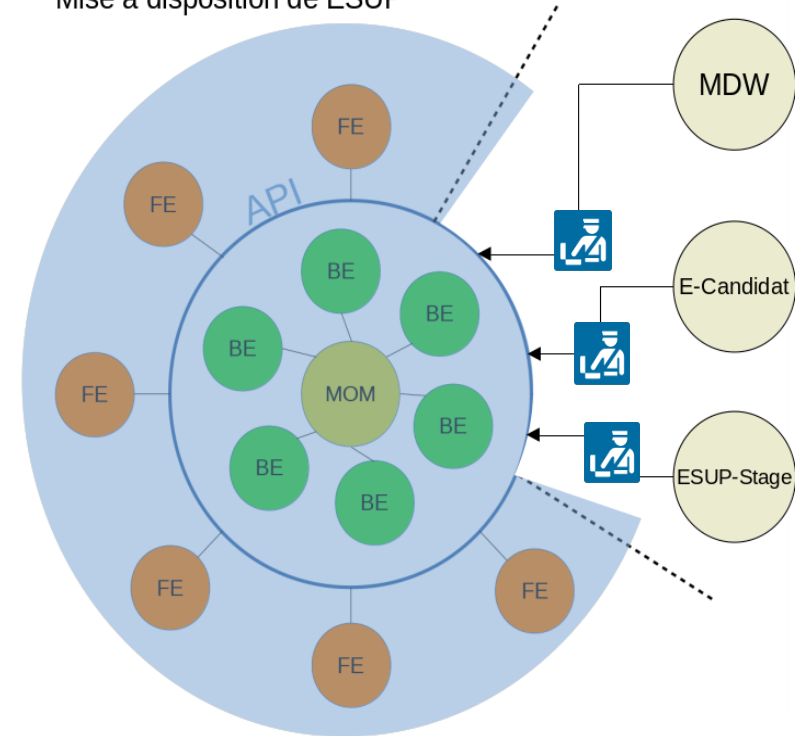 Mise à disposition de ESUP
MDW
FE
FE
API
BE
E-Candidat
BE
BE
FE
MOM
BE
BE
ESUP-Stage
BE
FE
FE
FE